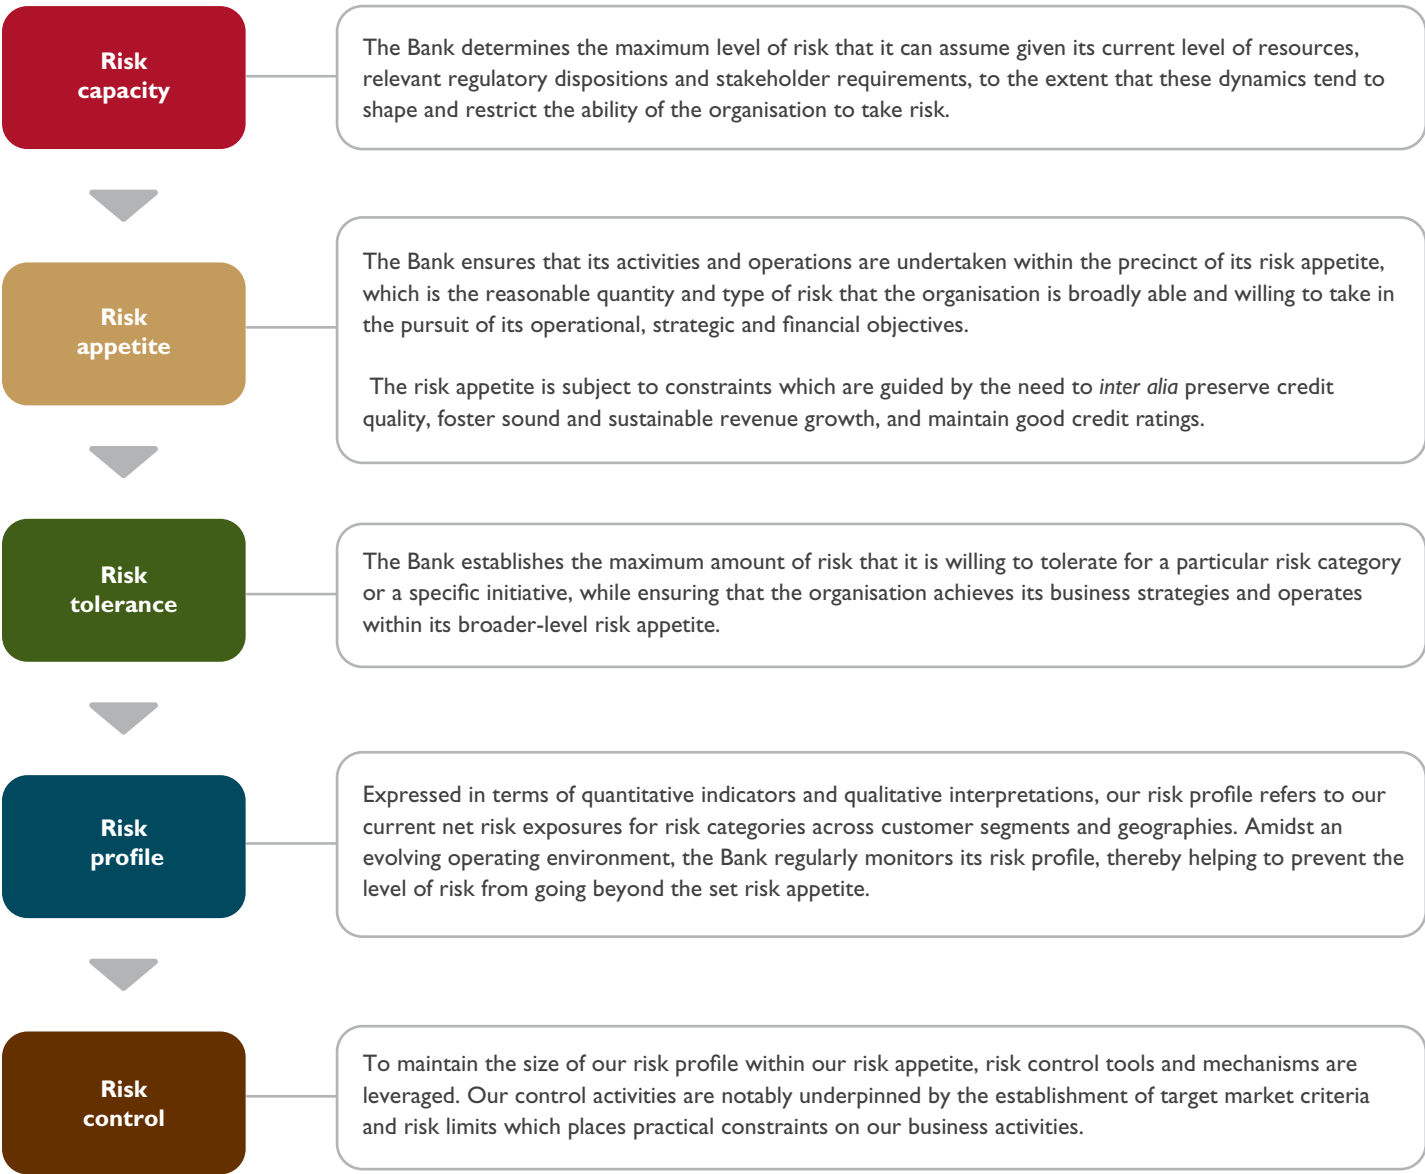 Risk
capacity
The Bank determines the maximum level of risk that it can assume given its current level of resources,
relevant regulatory dispositions and stakeholder requirements, to the extent that these dynamics tend to
shape and restrict the ability of the organisation to take risk.
Risk
appetite
The Bank ensures that its activities and operations are undertaken within the precinct of its risk appetite,
which is the reasonable quantity and type of risk that the organisation is broadly able and willing to take in
the pursuit of its operational, strategic and financial objectives.
The risk appetite is subject to constraints which are guided by the need to inter alia preserve credit
quality, foster sound and sustainable revenue growth, and maintain good credit ratings.
Risk
tolerance
The Bank establishes the maximum amount of risk that it is willing to tolerate for a particular risk category
or a specific initiative, while ensuring that the organisation achieves its business strategies and operates
within its broader-level risk appetite.
Risk
profile
Expressed in terms of quantitative indicators and qualitative interpretations, our risk profile refers to our
current net risk exposures for risk categories across customer segments and geographies. Amidst an
evolving operating environment, the Bank regularly monitors its risk profile, thereby helping to prevent the
level of risk from going beyond the set risk appetite.
Risk
control
To maintain the size of our risk profile within our risk appetite, risk control tools and mechanisms are
leveraged. Our control activities are notably underpinned by the establishment of target market criteria
and risk limits which places practical constraints on our business activities.